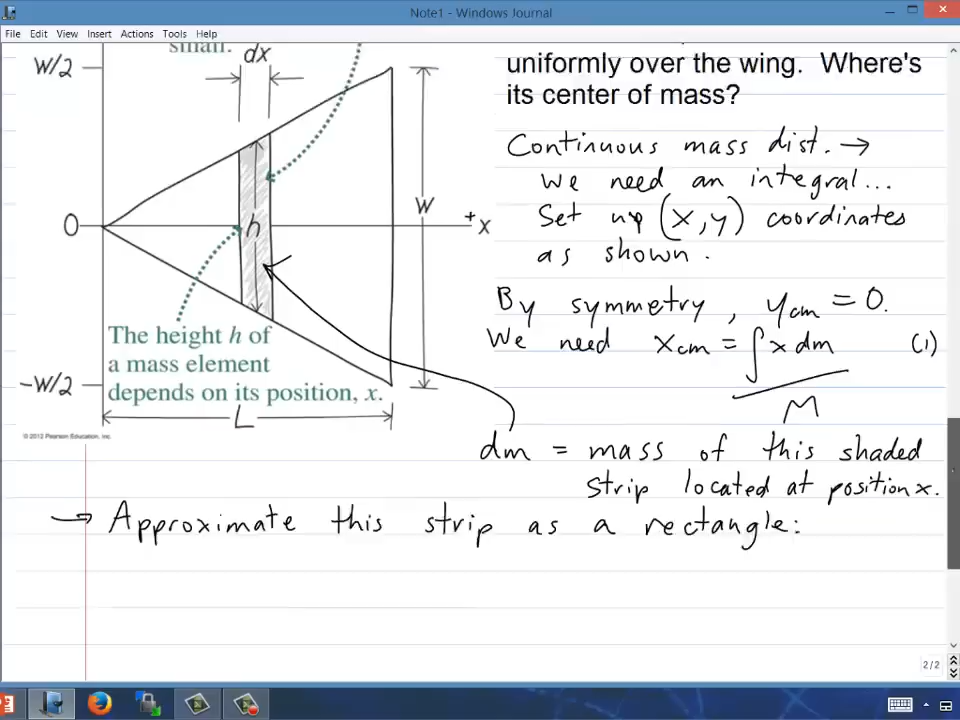 Note1 - Windows Journal
File Edit View Insert Actions Tools Help
small.
dx
W/2
O
h
W
+x
The height h of
a mass element
depends on its position, x.
-W/2
L
© 2012 Pearson Education, Inc.
uniformly over the wing. Where's
its center of mass?
Continuous mass dist. →
We need an integral...
Set up (x,y) coordinates
as shown.
By symmetry, ycm = 0.
We need xcm = ∫x dm / M (1)
dm = mass of this shaded
strip located at position x.
→ Approximate this strip as a rectangle:
2/2